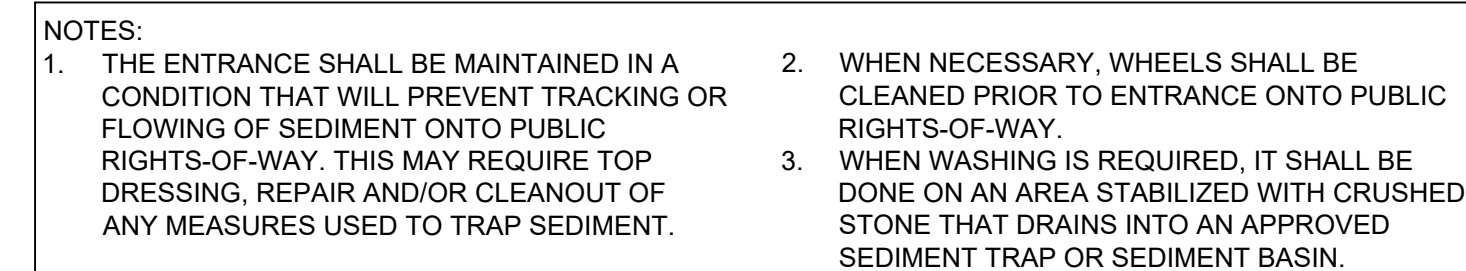 NOTES:
1. THE ENTRANCE SHALL BE MAINTAINED IN A
CONDITION THAT WILL PREVENT TRACKING OR
FLOWING OF SEDIMENT ONTO PUBLIC
RIGHTS-OF-WAY. THIS MAY REQUIRE TOP
DRESSING, REPAIR AND/OR CLEANOUT OF
ANY MEASURES USED TO TRAP SEDIMENT.
2. WHEN NECESSARY, WHEELS SHALL BE
CLEANED PRIOR TO ENTRANCE ONTO PUBLIC
RIGHTS-OF-WAY.
3. WHEN WASHING IS REQUIRED, IT SHALL BE
DONE ON AN AREA STABILIZED WITH CRUSHED
STONE THAT DRAINS INTO AN APPROVED
SEDIMENT TRAP OR SEDIMENT BASIN.